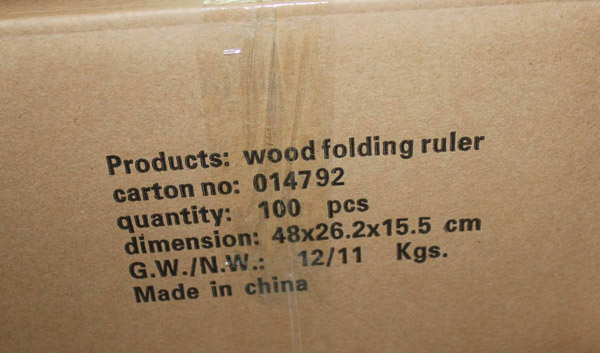 Products: wood folding ruler
carton no: 014792
quantity: 100 pcs
dimension: 48x26.2x15.5 cm
G.W./N.W.: 12/11 Kgs.
Made in china